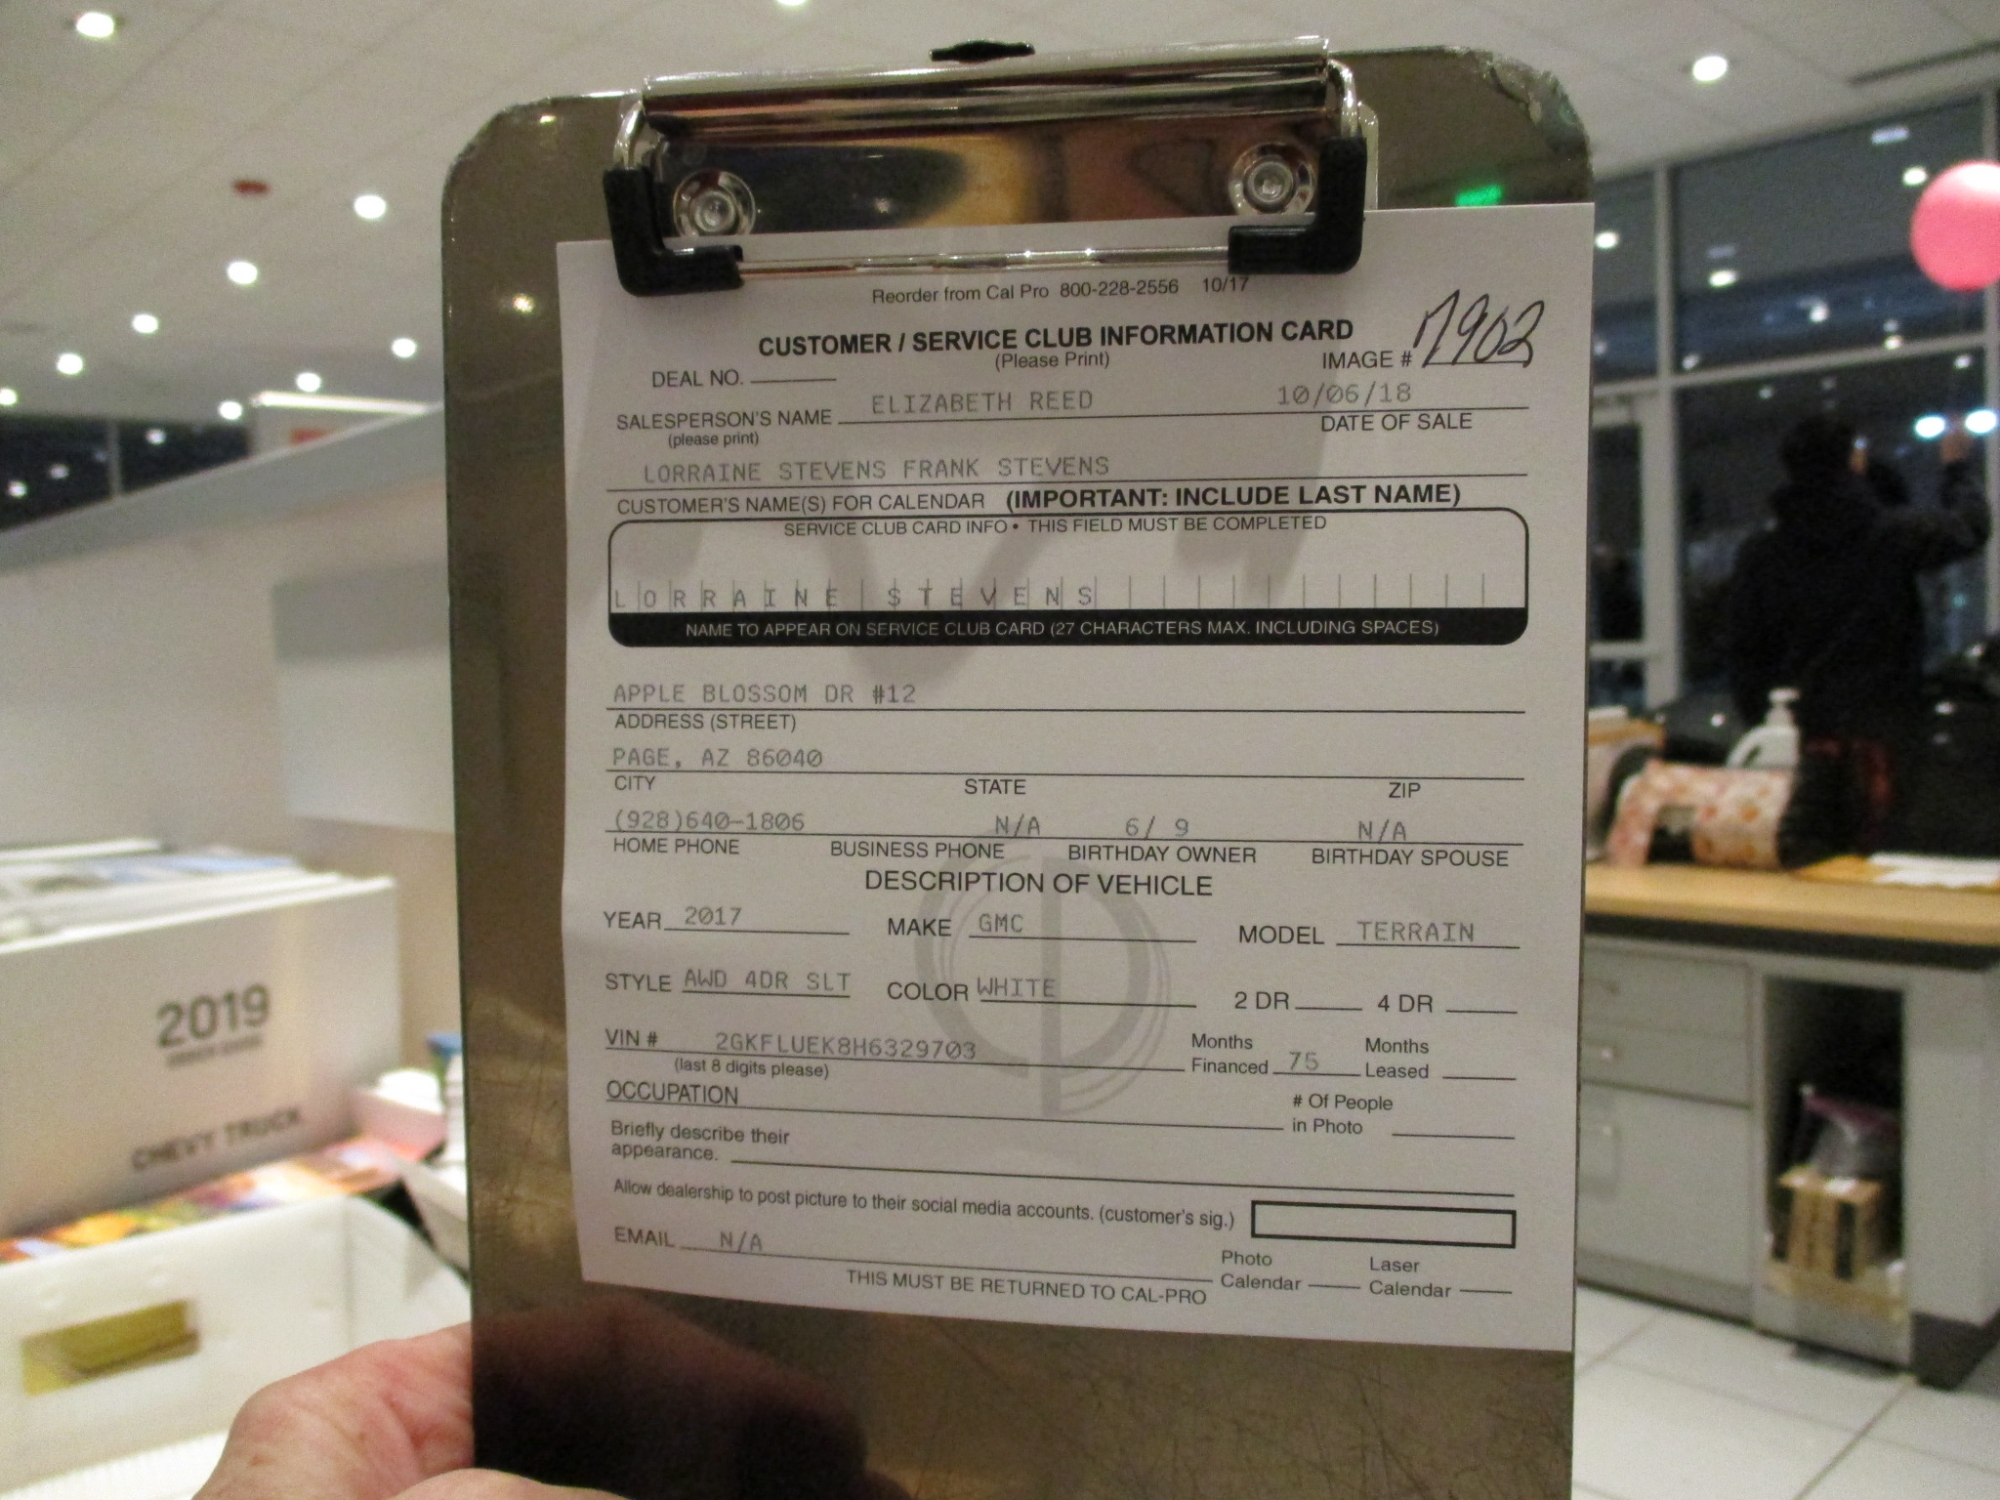 Reorder from Cal Pro 800-228-2556 10/17
CUSTOMER / SERVICE CLUB INFORMATION CARD
(Please Print)
IMAGE # 7902
DEAL NO.
SALESPERSON'S NAME ELIZABETH REED 10/06/18
(please print) DATE OF SALE
LORRAINE STEVENS FRANK STEVENS
CUSTOMER'S NAME(S) FOR CALENDAR (IMPORTANT: INCLUDE LAST NAME)
SERVICE CLUB CARD INFO • THIS FIELD MUST BE COMPLETED
LORRAINE STEVENS
NAME TO APPEAR ON SERVICE CLUB CARD (27 CHARACTERS MAX. INCLUDING SPACES)
APPLE BLOSSOM DR #12
ADDRESS (STREET)
PAGE, AZ 86040
CITY STATE ZIP
(928)640-1806 N/A 6/ 9 N/A
HOME PHONE BUSINESS PHONE BIRTHDAY OWNER BIRTHDAY SPOUSE
DESCRIPTION OF VEHICLE
YEAR 2017 MAKE GMC MODEL TERRAIN
STYLE AWD 4DR SLT COLOR WHITE 2 DR 4 DR
VIN # 2GKFLUEK8H6329703 Months Financed 75 Months Leased
(last 8 digits please)
OCCUPATION # Of People in Photo
Briefly describe their
appearance.
Allow dealership to post picture to their social media accounts. (customer's sig.)
EMAIL N/A Photo Calendar Laser Calendar
THIS MUST BE RETURNED TO CAL-PRO
2019
CHEVY TRUCK